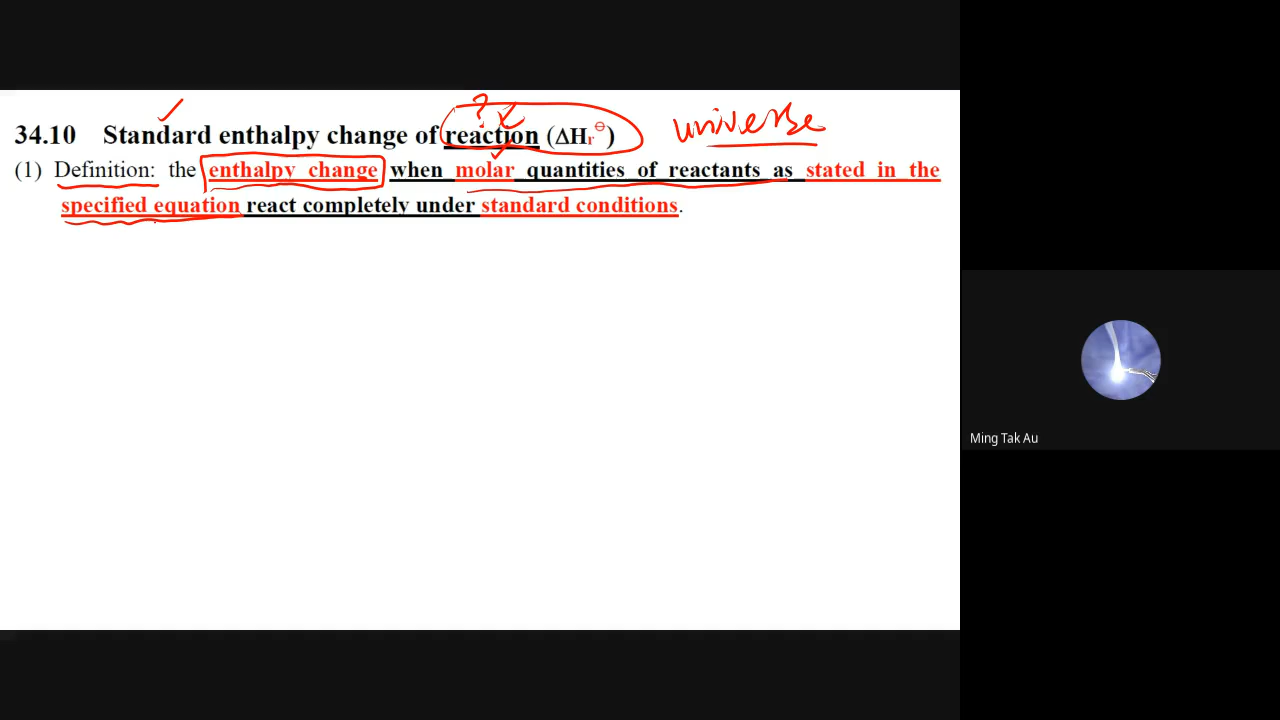 universe
34.10 Standard enthalpy change of reaction (ΔHr⊖)
(1) Definition: the enthalpy change when molar quantities of reactants as stated in the
specified equation react completely under standard conditions.
Ming Tak Au